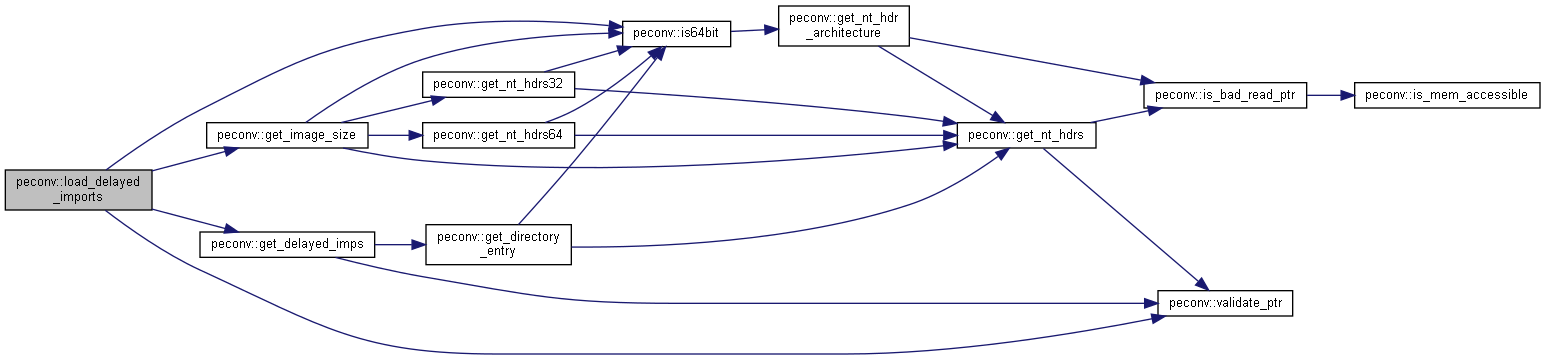 peconv::load_delayed
_imports
peconv::get_image_size
peconv::get_delayed_imps
peconv::get_nt_hdrs32
peconv::get_nt_hdrs64
peconv::get_directory
_entry
peconv::is64bit
peconv::get_nt_hdr
_architecture
peconv::get_nt_hdrs
peconv::is_bad_read_ptr
peconv::validate_ptr
peconv::is_mem_accessible